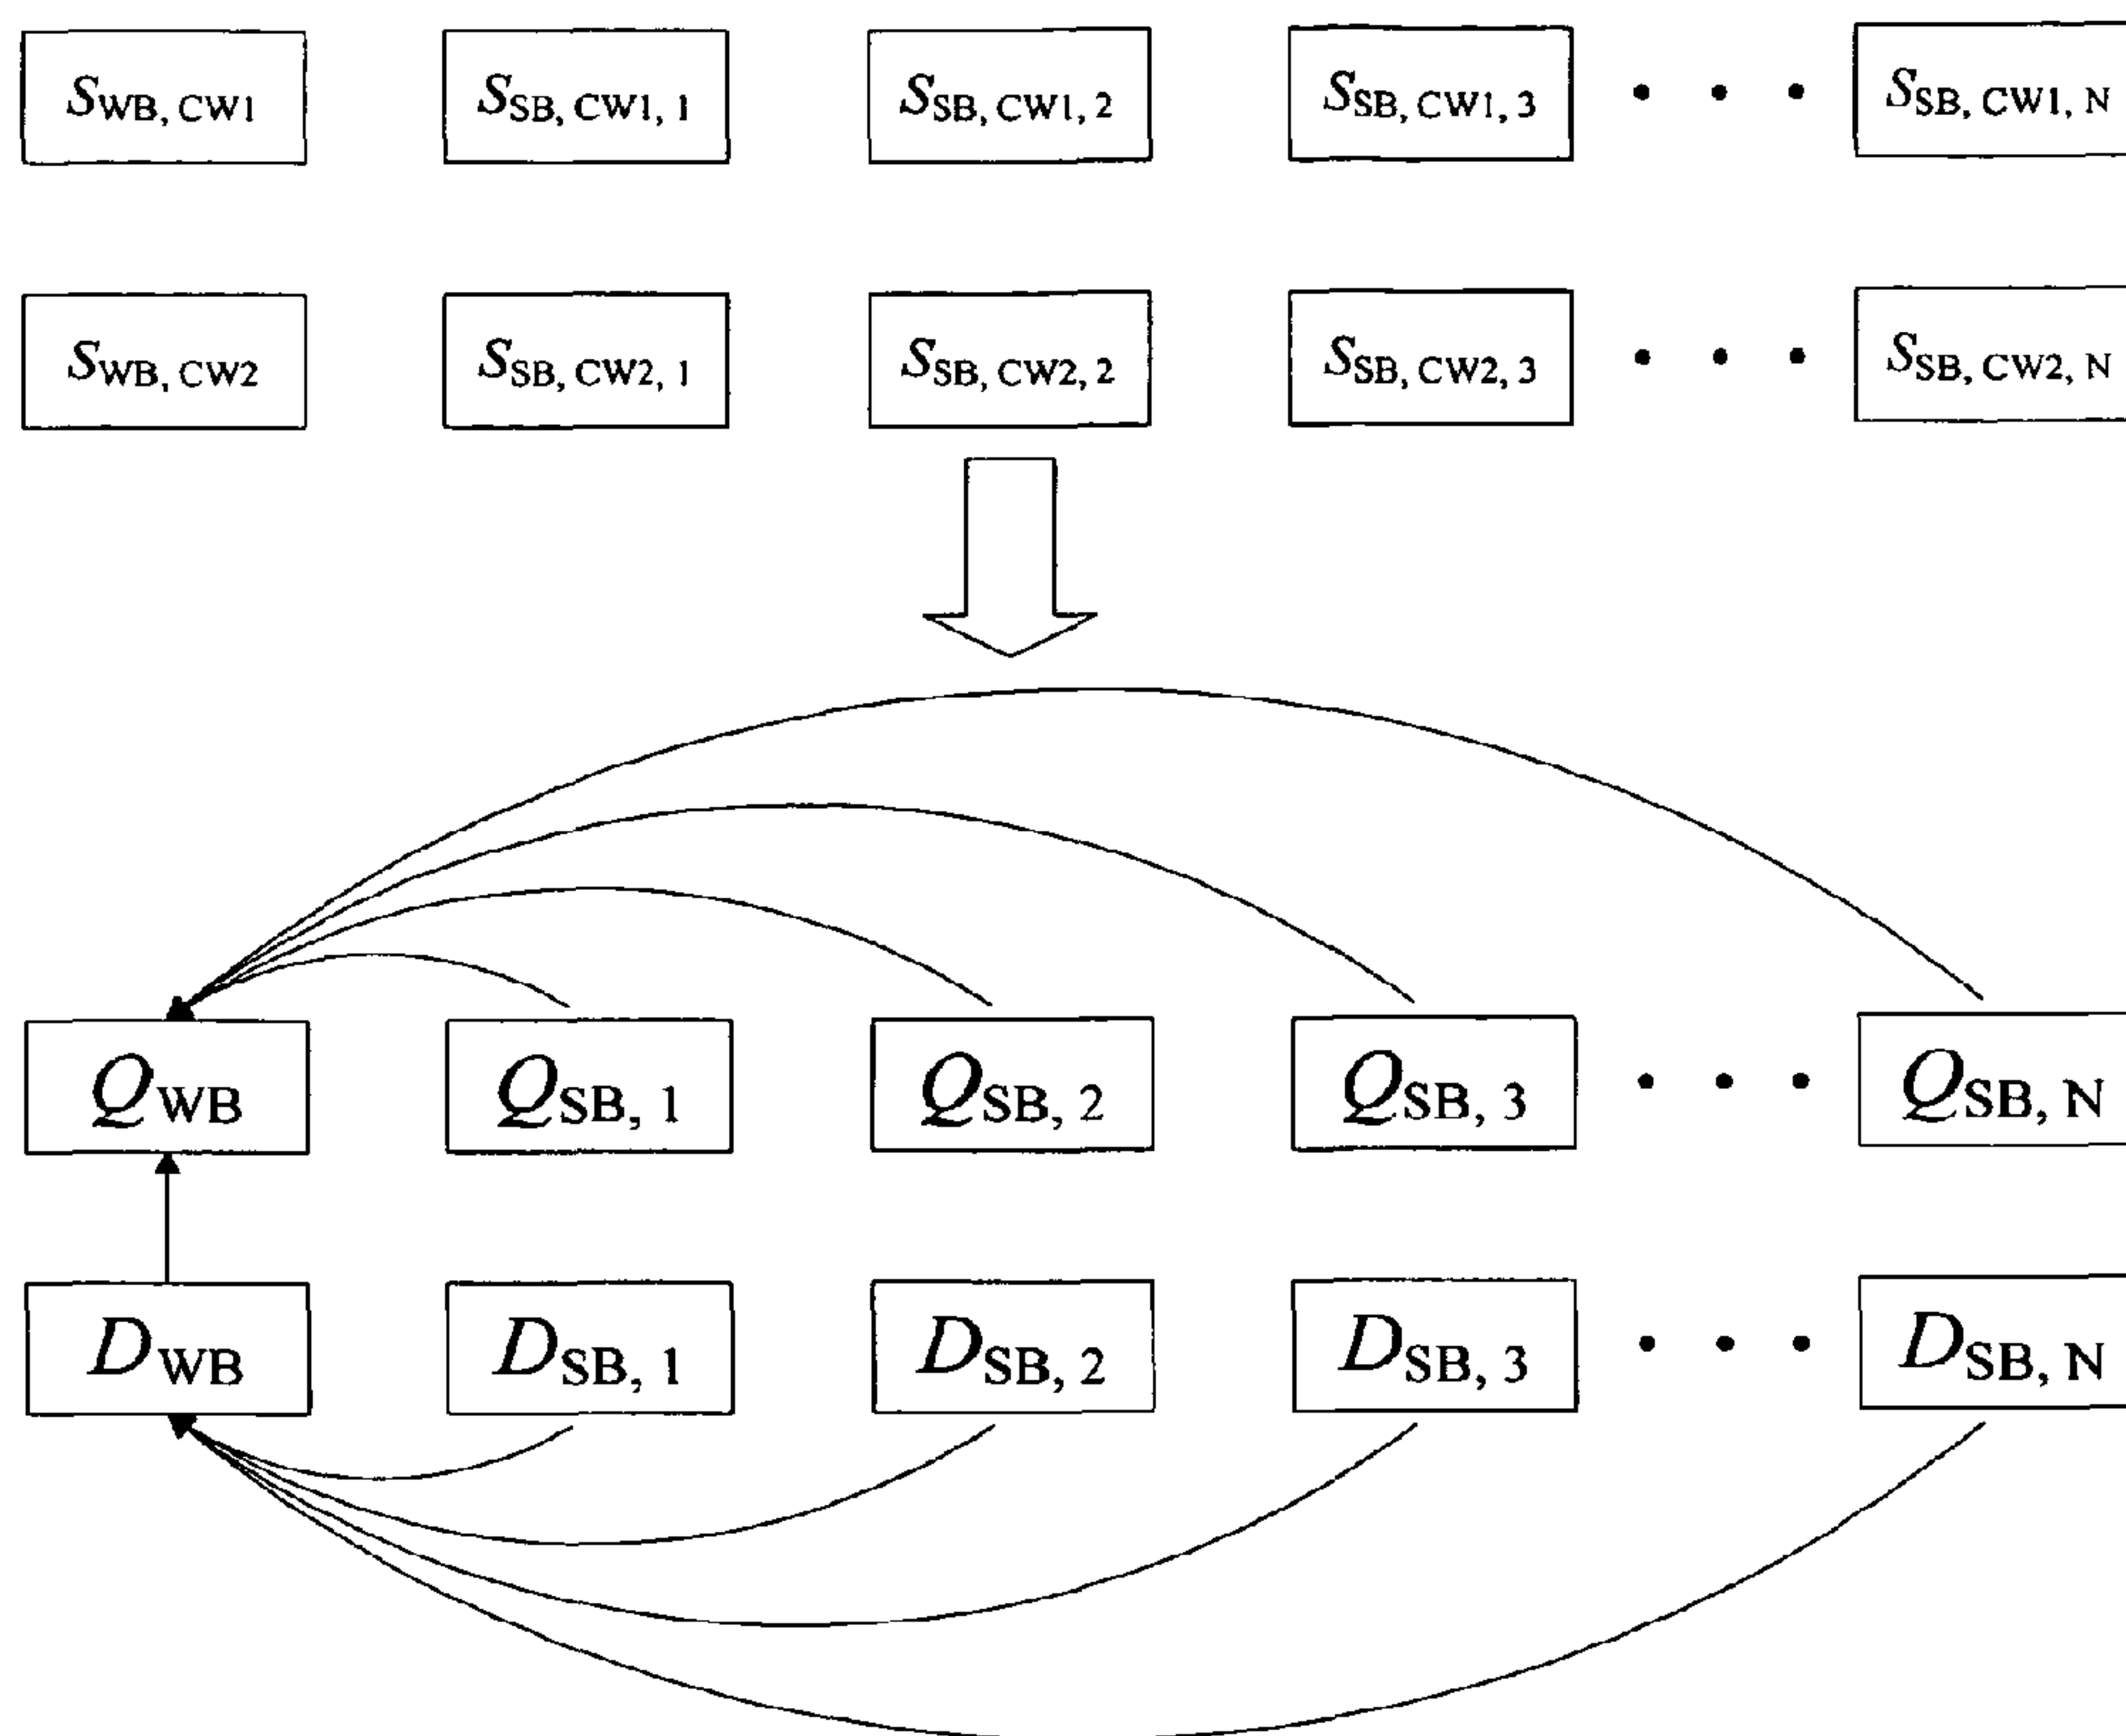 SWB, CW1 SSB, CW1, 1 SSB, CW1, 2 SSB, CW1, 3 • • • SSB, CW1, N
SWB, CW2 SSB, CW2, 1 SSB, CW2, 2 SSB, CW2, 3 • • • SSB, CW2, N
QWB QSB, 1 QSB, 2 QSB, 3 • • • QSB, N
DWB DSB, 1 DSB, 2 DSB, 3 • • • DSB, N